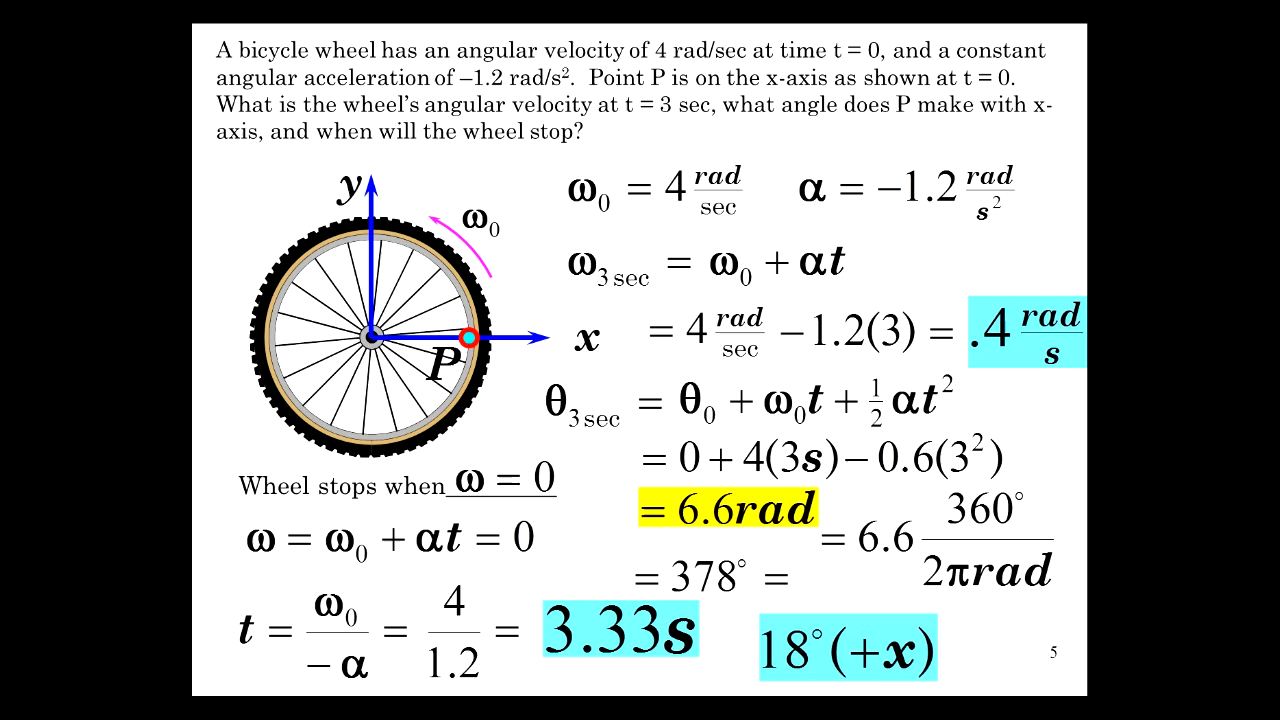 A bicycle wheel has an angular velocity of 4 rad/sec at time t = 0, and a constant
angular acceleration of –1.2 rad/s². Point P is on the x-axis as shown at t = 0.
What is the wheel's angular velocity at t = 3 sec, what angle does P make with x-
axis, and when will the wheel stop?
y
ω₀
x
P
ω₀ = 4 rad/sec α = −1.2 rad/s²
ω₃ sec = ω₀ + αt
= 4 rad/sec − 1.2(3) = .4 rad/s
θ₃ sec = θ₀ + ω₀t + ½ αt²
= 0 + 4(3s) − 0.6(3²)
= 6.6rad = 6.6 360°/2πrad
= 378° =
18°(+x)
Wheel stops when ω = 0
ω = ω₀ + αt = 0
t = ω₀/−α = 4/1.2 = 3.33s
5